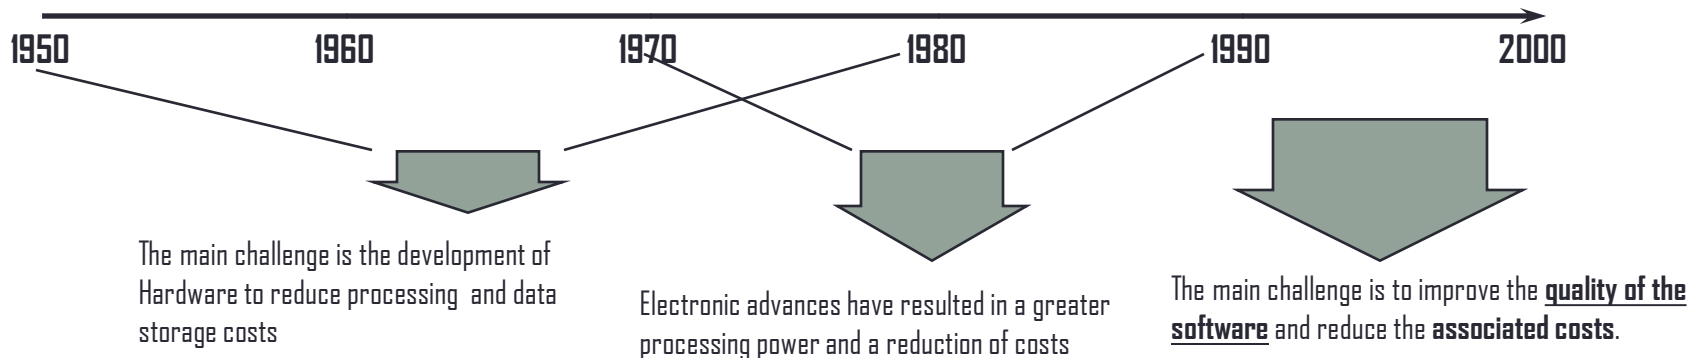 1950 1960 1970 1980 1990 2000
The main challenge is the development of
Hardware to reduce processing and data
storage costs
Electronic advances have resulted in a greater
processing power and a reduction of costs
The main challenge is to improve the quality of the
software and reduce the associated costs.